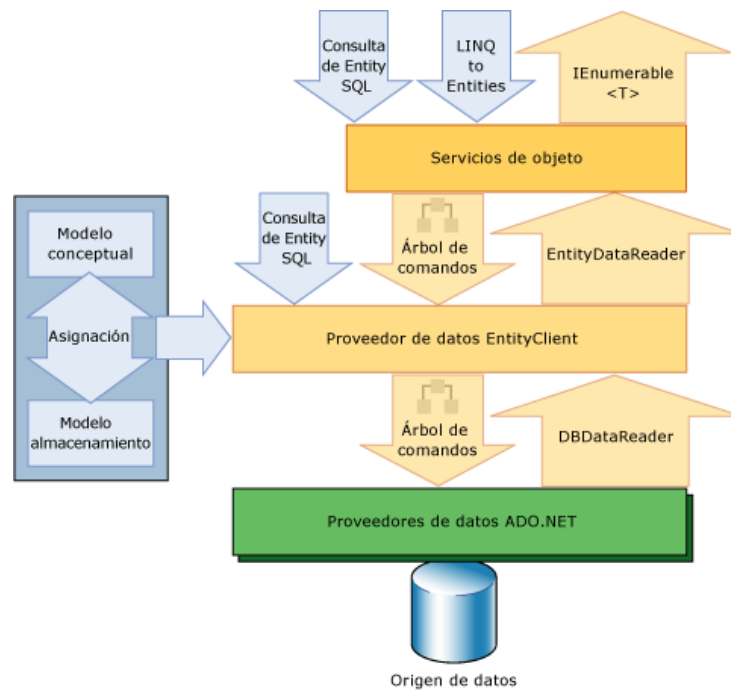 Consulta
de Entity
SQL
LINQ
to
Entities
IEnumerable
<T>
Servicios de objeto
Consulta
de Entity
SQL
Árbol de
comandos
EntityDataReader
Modelo
conceptual
Asignación
Modelo
almacenamiento
Proveedor de datos EntityClient
Árbol de
comandos
DBDataReader
Proveedores de datos ADO.NET
Origen de datos